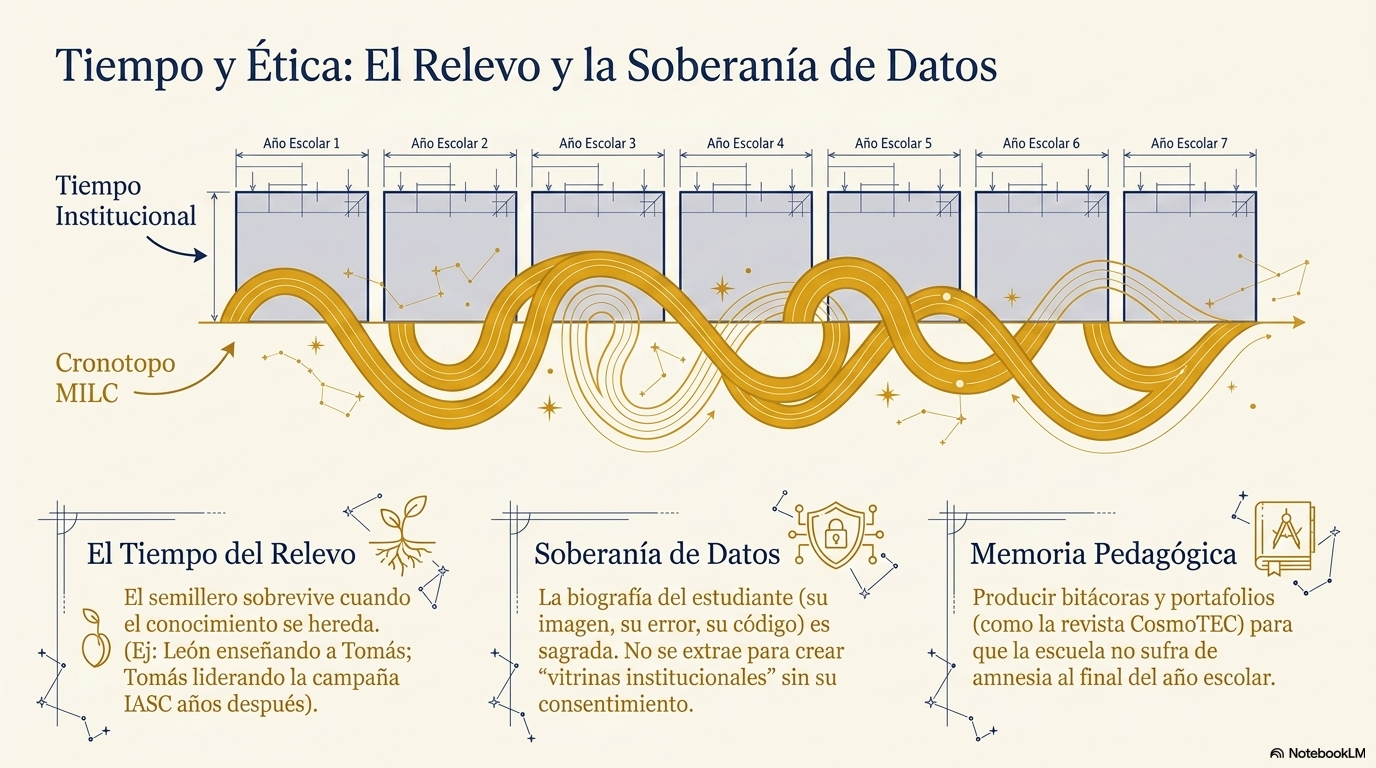 Tiempo y Ética: El Relevo y la Soberanía de Datos
Año Escolar 1
Año Escolar 2
Año Escolar 3
Año Escolar 4
Año Escolar 5
Año Escolar 6
Año Escolar 7
Tiempo
Institucional
Cronotopo
MILC
El Tiempo del Relevo
El semillero sobrevive cuando
el conocimiento se hereda.
(Ej: León enseñando a Tomás;
Tomás liderando la campaña
IASC años después).
Soberanía de Datos
La biografía del estudiante (su
imagen, su error, su código) es
sagrada. No se extrae para crear
“vitrinas institucionales” sin su
consentimiento.
Memoria Pedagógica
Producir bitácoras y portafolios
(como la revista CosmoTEC) para
que la escuela no sufra de
amnesia al final del año escolar.
NotebookLM